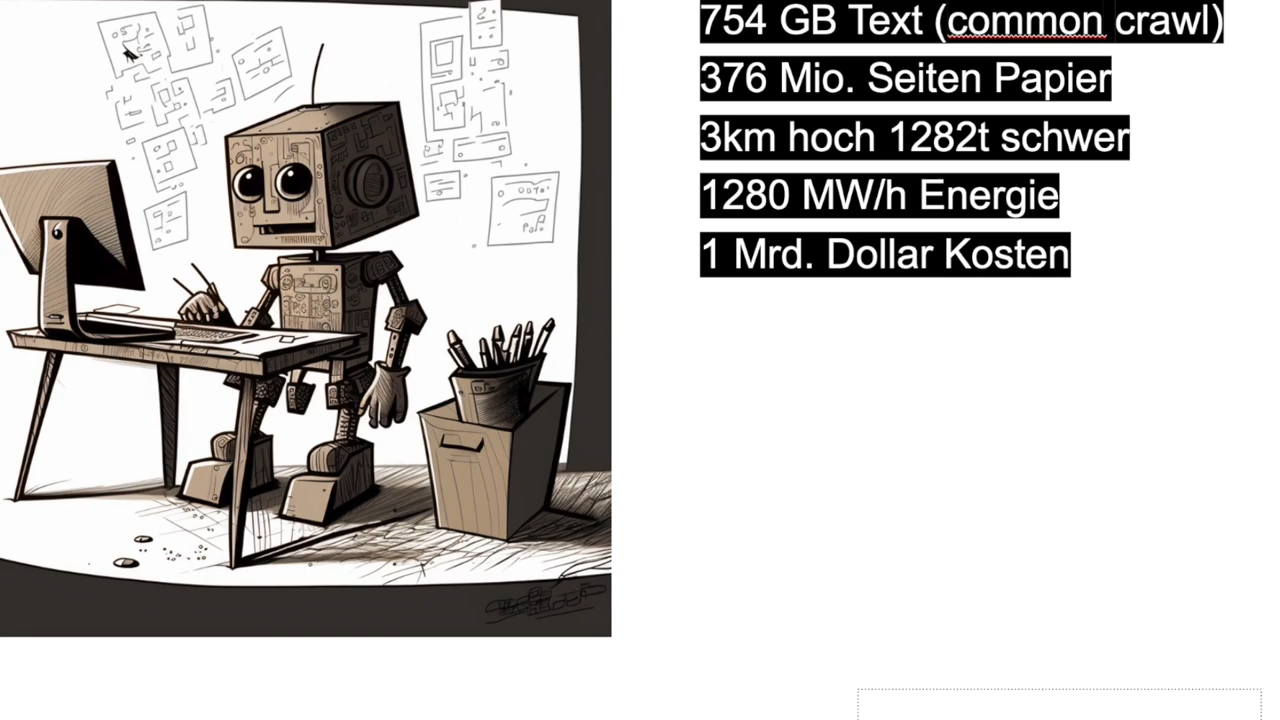 754 GB Text (common crawl)
376 Mio. Seiten Papier
3km hoch 1282t schwer
1280 MW/h Energie
1 Mrd. Dollar Kosten